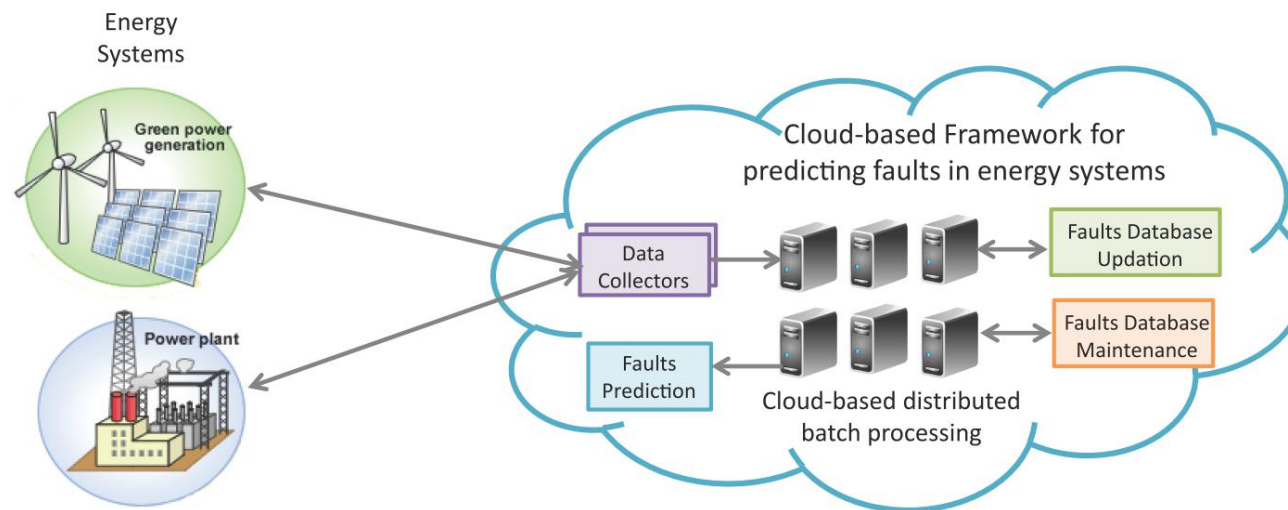 Energy
Systems
Green power
generation
Power plant
Cloud-based Framework for
predicting faults in energy systems
Data
Collectors
Faults Database
Updation
Faults
Prediction
Faults Database
Maintenance
Cloud-based distributed
batch processing